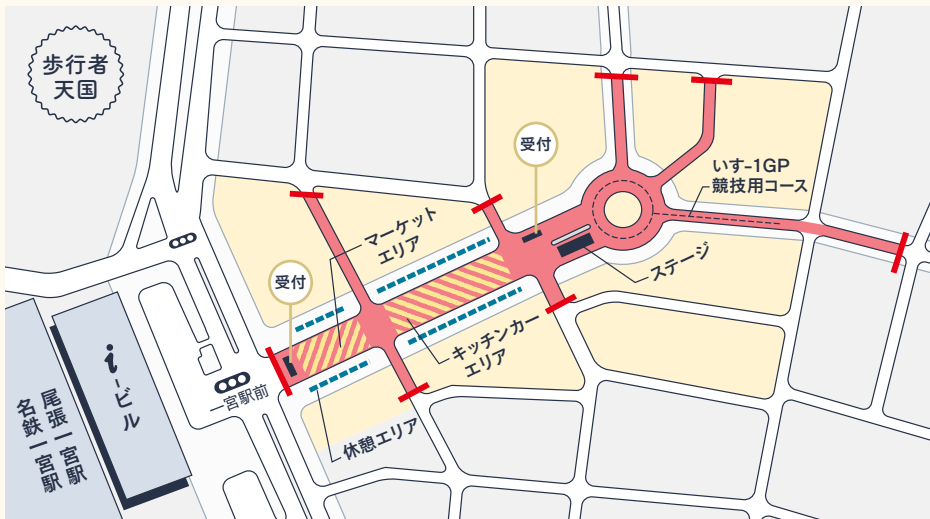 歩行者
天国
受付
いす-1GP
競技用コース
マーケット
エリア
ステージ
受付
キッチンカー
エリア
一宮駅前
i-ビル
休憩エリア
尾張一宮駅
名鉄一宮駅